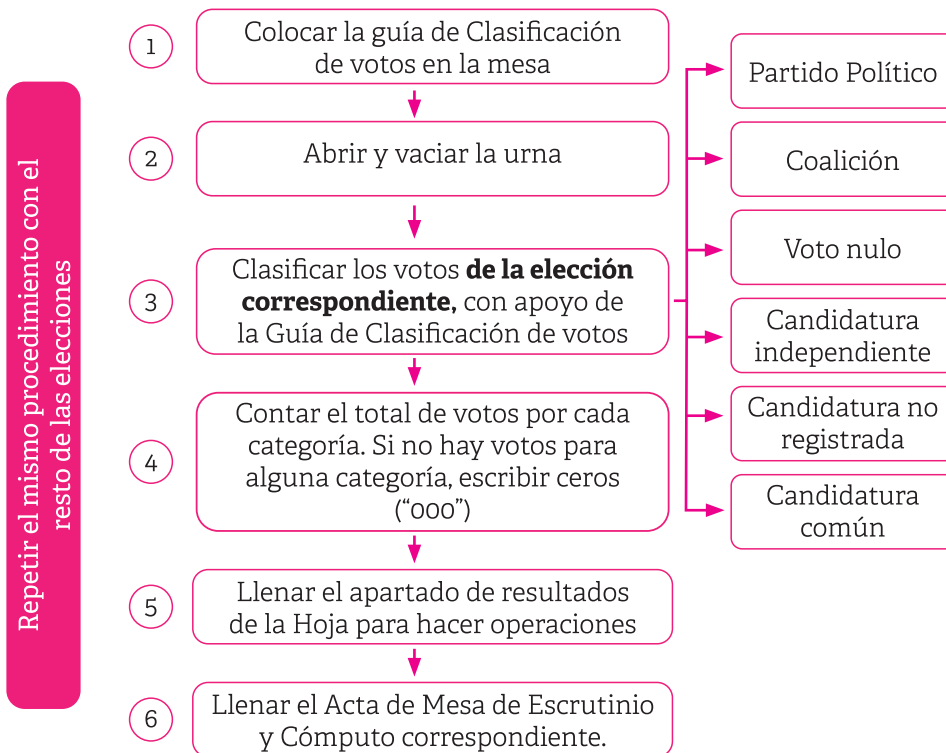 Repetir el mismo procedimiento con el
resto de las elecciones
1
Colocar la guía de Clasificación
de votos en la mesa
2
Abrir y vaciar la urna
3
Clasificar los votos de la elección
correspondiente, con apoyo de
la Guía de Clasificación de votos
4
Contar el total de votos por cada
categoría. Si no hay votos para
alguna categoría, escribir ceros
(“000”)
5
Llenar el apartado de resultados
de la Hoja para hacer operaciones
6
Llenar el Acta de Mesa de Escrutinio
y Cómputo correspondiente.
Partido Político
Coalición
Voto nulo
Candidatura
independiente
Candidatura no
registrada
Candidatura
común